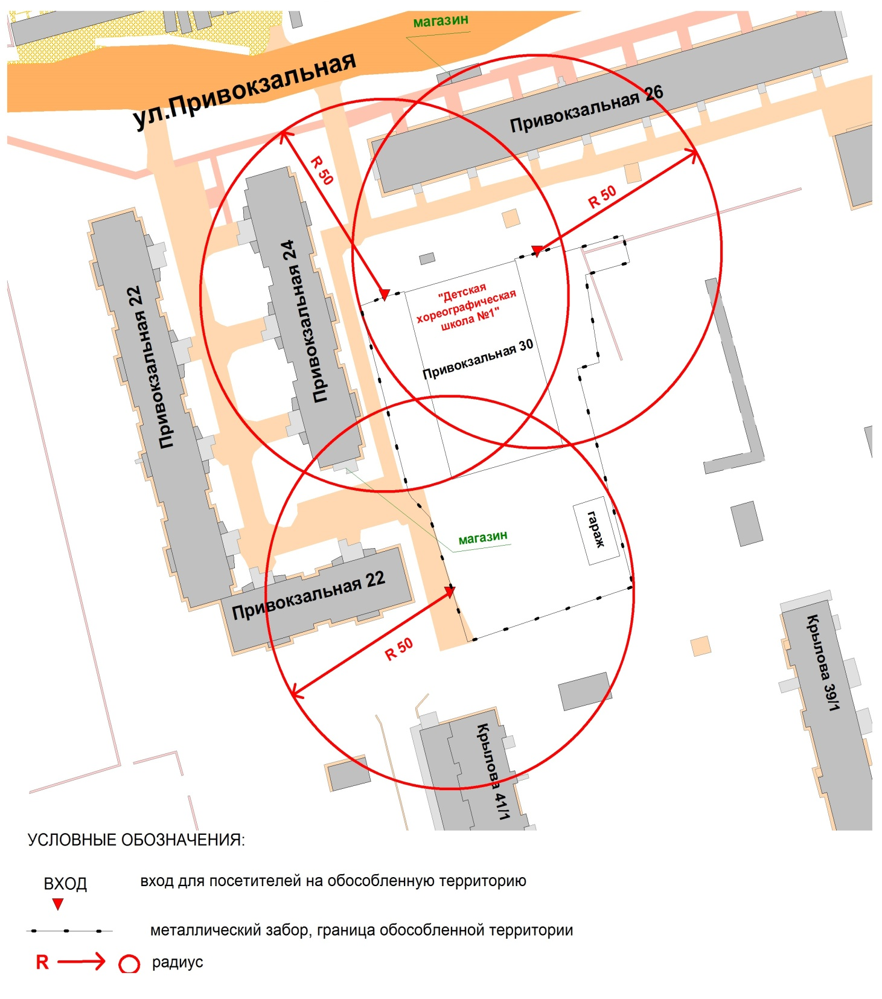 магазин
ул.Привокзальная
Привокзальная 26
R 50
R 50
Привокзальная 24
Привокзальная 22
"Детская
хореографическая
школа №1"
Привокзальная 30
гараж
магазин
Привокзальная 22
R 50
Крылова 39/1
Крылова 41/1
УСЛОВНЫЕ ОБОЗНАЧЕНИЯ:
ВХОД
вход для посетителей на обособленную территорию
металлический забор, граница обособленной территории
R
радиус